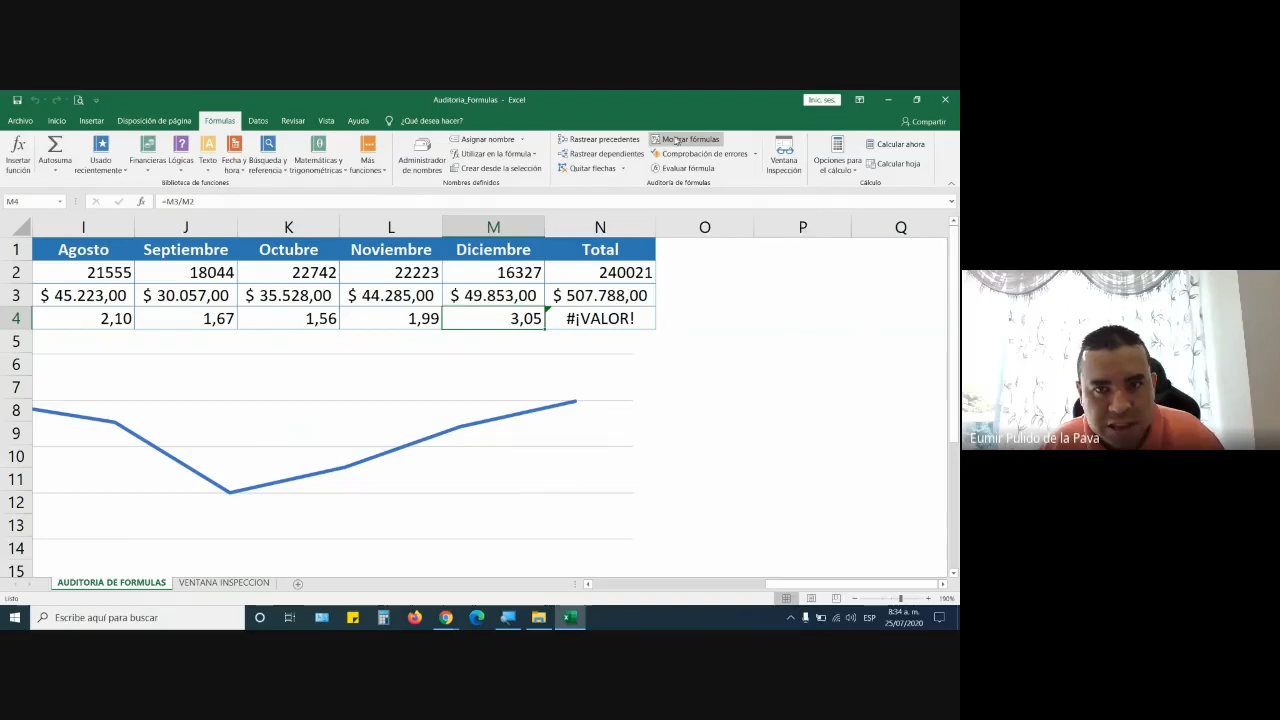 Auditoria_Formulas - Excel
Inic. ses.
Archivo Inicio Insertar Disposición de página Fórmulas Datos Revisar Vista Ayuda ¿Qué desea hacer? Compartir
Insertar función
Autosuma
Usado recientemente
Financieras
Lógicas
Texto
Fecha y hora
Búsqueda y referencia
Matemáticas y trigonométricas
Más funciones
Biblioteca de funciones
Administrador de nombres
Asignar nombre
Utilizar en la fórmula
Crear desde la selección
Nombres definidos
Rastrear precedentes
Rastrear dependientes
Quitar flechas
Mostrar fórmulas
Comprobación de errores
Evaluar fórmula
Auditoría de fórmulas
Ventana Inspección
Opciones para el cálculo
Calcular ahora
Calcular hoja
Cálculo
M4 fx =M3/M2
I J K L M N O P Q
1 Agosto Septiembre Octubre Noviembre Diciembre Total
2 21555 18044 22742 22223 16327 240021
3 $ 45.223,00 $ 30.057,00 $ 35.528,00 $ 44.285,00 $ 49.853,00 $ 507.788,00
4 2,10 1,67 1,56 1,99 3,05 #¡VALOR!
5
6
7
8
9
10
11
12
13
14
15
AUDITORIA DE FORMULAS VENTANA INSPECCION
Listo
190%
Escribe aquí para buscar
ESP
8:34 a. m.
25/07/2020
Eumir Pulido de la Pava